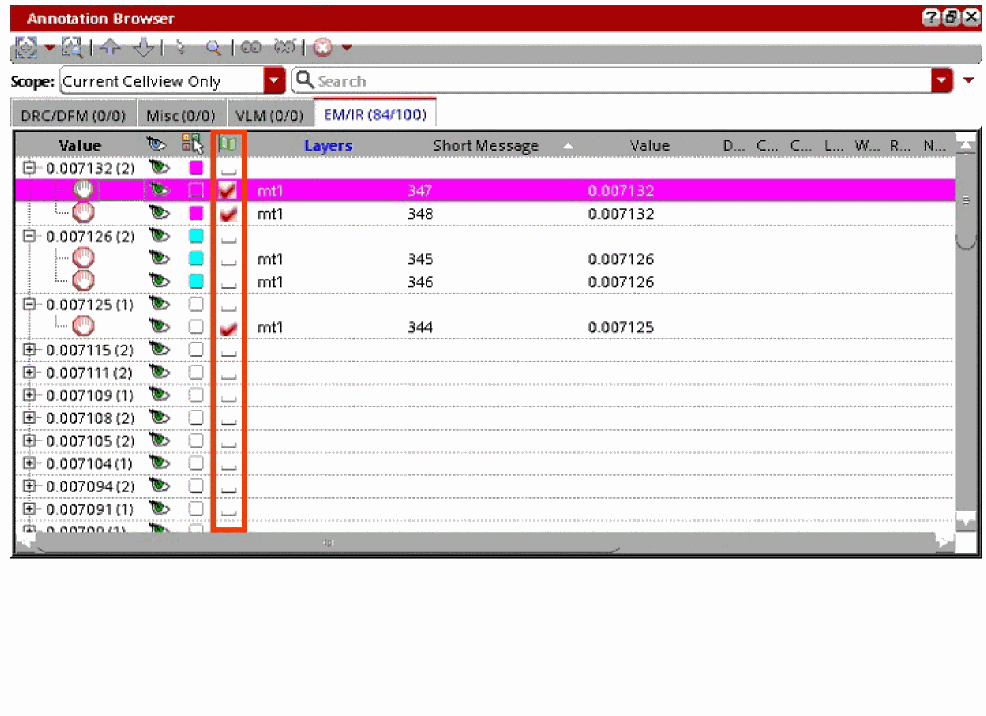 Annotation Browser
Scope: Current Cellview Only Search
DRC/DFM (0/0) Misc(0/0) VLM (0/0) EM/IR (84/100)
Value Layers Short Message Value D... C... C... L... W... R... N...
0.007132 (2)
mt1 347 0.007132
mt1 348 0.007132
0.007126 (2)
mt1 345 0.007126
mt1 346 0.007126
0.007125 (1)
mt1 344 0.007125
0.007115 (2)
0.007111 (2)
0.007109 (1)
0.007108 (2)
0.007105 (2)
0.007104 (1)
0.007094 (2)
0.007091 (1)